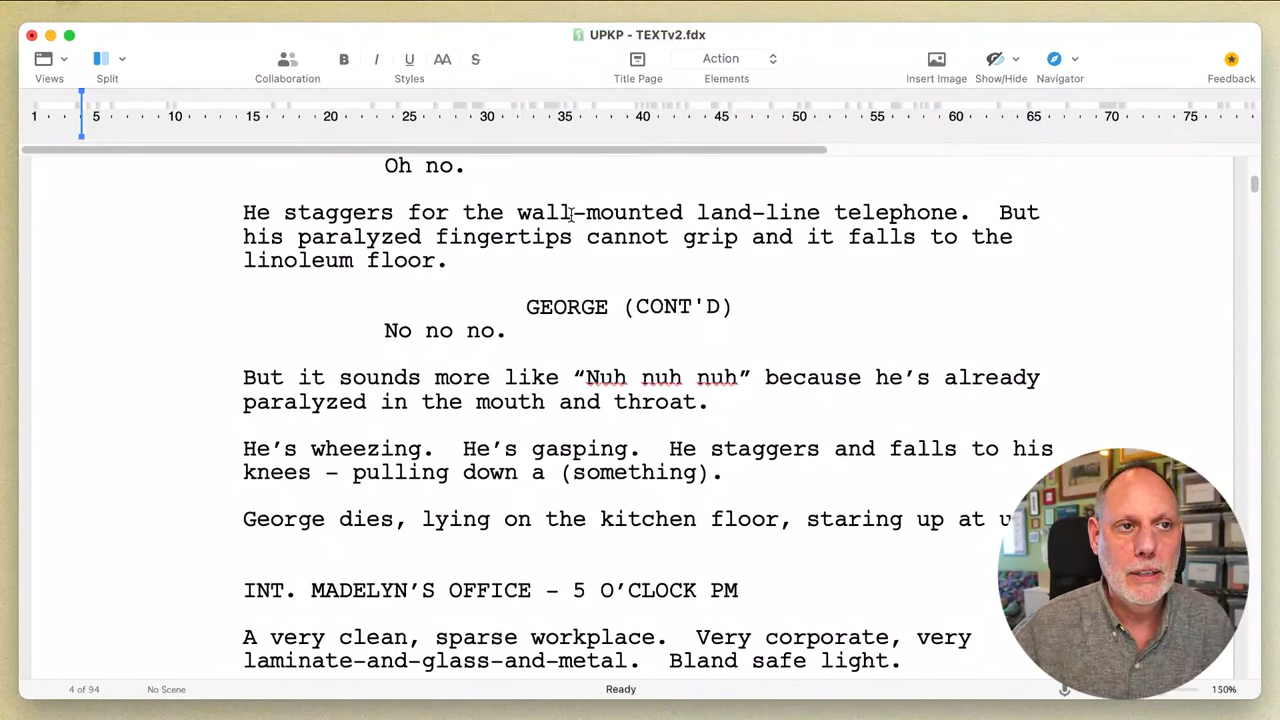 UPKP - TEXTv2.fdx
B I U AA S Action
Views Split Collaboration Styles Title Page Elements Insert Image Show/Hide Navigator Feedback
1 5 10 15 20 25 30 35 40 45 50 55 60 65 70 75
Oh no.
He staggers for the wall-mounted land-line telephone.  But
his paralyzed fingertips cannot grip and it falls to the
linoleum floor.
GEORGE (CONT'D)
No no no.
But it sounds more like “Nuh nuh nuh” because he’s already
paralyzed in the mouth and throat.
He’s wheezing.  He’s gasping.  He staggers and falls to his
knees – pulling down a (something).
George dies, lying on the kitchen floor, staring up at
INT. MADELYN’S OFFICE – 5 O’CLOCK PM
A very clean, sparse workplace.  Very corporate, very
laminate-and-glass-and-metal.  Bland safe light.
4 of 94 No Scene Ready 150%